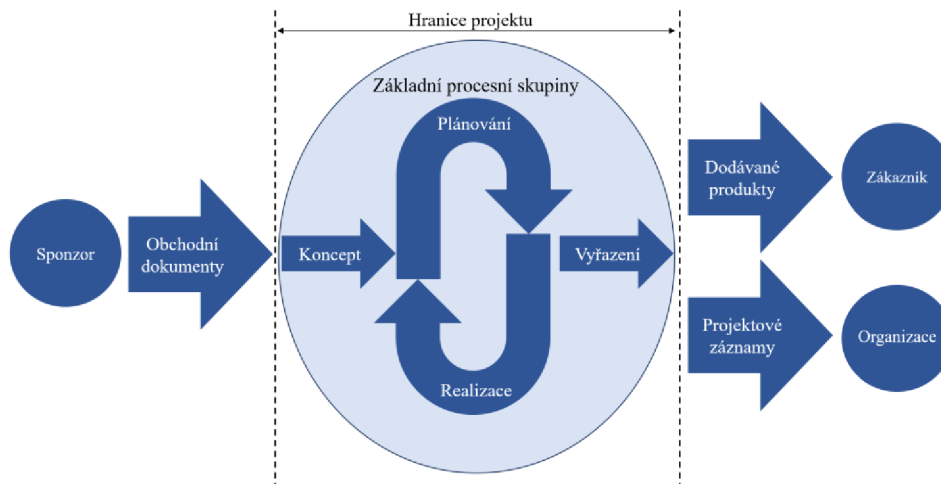 Hranice projektu
Základní procesní skupiny
Plánování
Sponzor
Obchodní
dokumenty
Koncept
Vyřazení
Realizace
Dodávané
produkty
Zákazník
Projektové
záznamy
Organizace